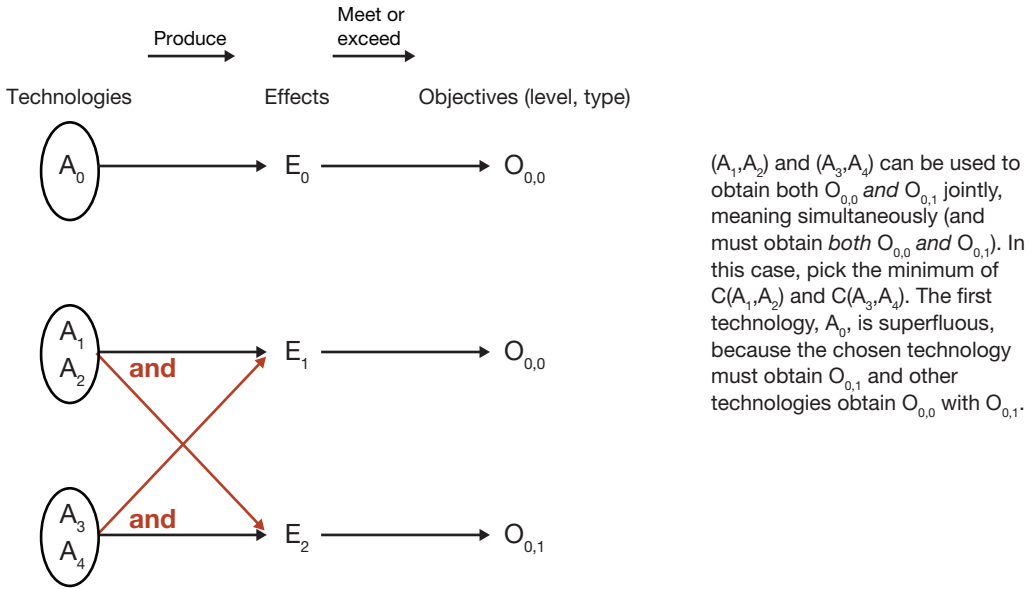 Produce
Meet or
exceed
Technologies
Effects
Objectives (level, type)
A₀
E₀
O₀,₀
A₁
A₂
and
E₁
O₀,₀
A₃
A₄
and
E₂
O₀,₁
(A₁,A₂) and (A₃,A₄) can be used to
obtain both O₀,₀ and O₀,₁ jointly,
meaning simultaneously (and
must obtain both O₀,₀ and O₀,₁). In
this case, pick the minimum of
C(A₁,A₂) and C(A₃,A₄). The first
technology, A₀, is superfluous,
because the chosen technology
must obtain O₀,₁ and other
technologies obtain O₀,₀ with O₀,₁.